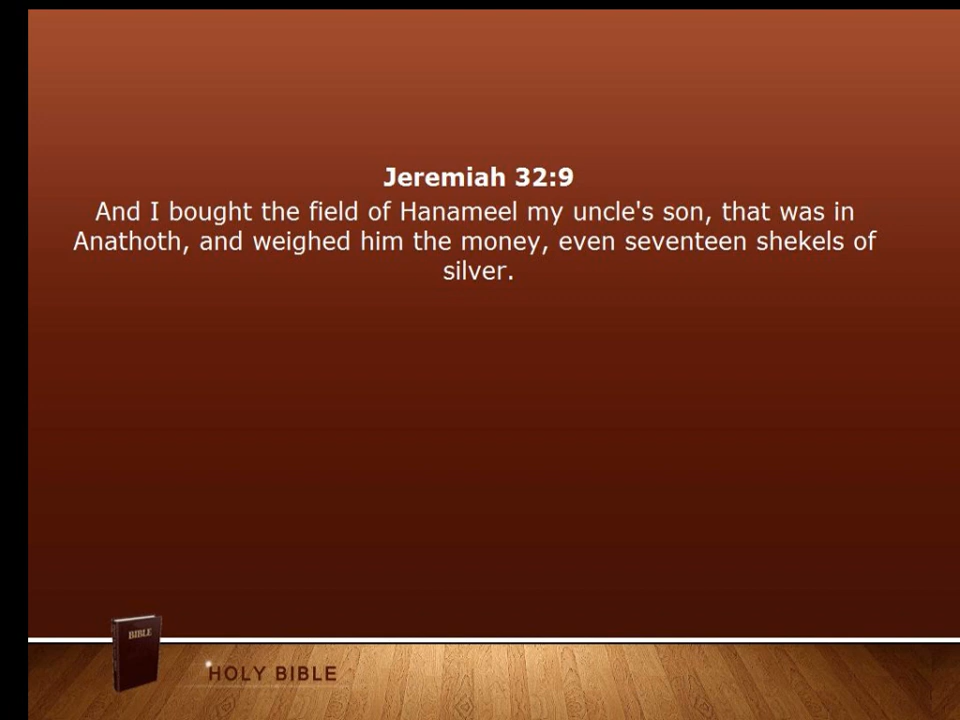 Jeremiah 32:9
And I bought the field of Hanameel my uncle's son, that was in
Anathoth, and weighed him the money, even seventeen shekels of
silver.
BIBLE
HOLY BIBLE